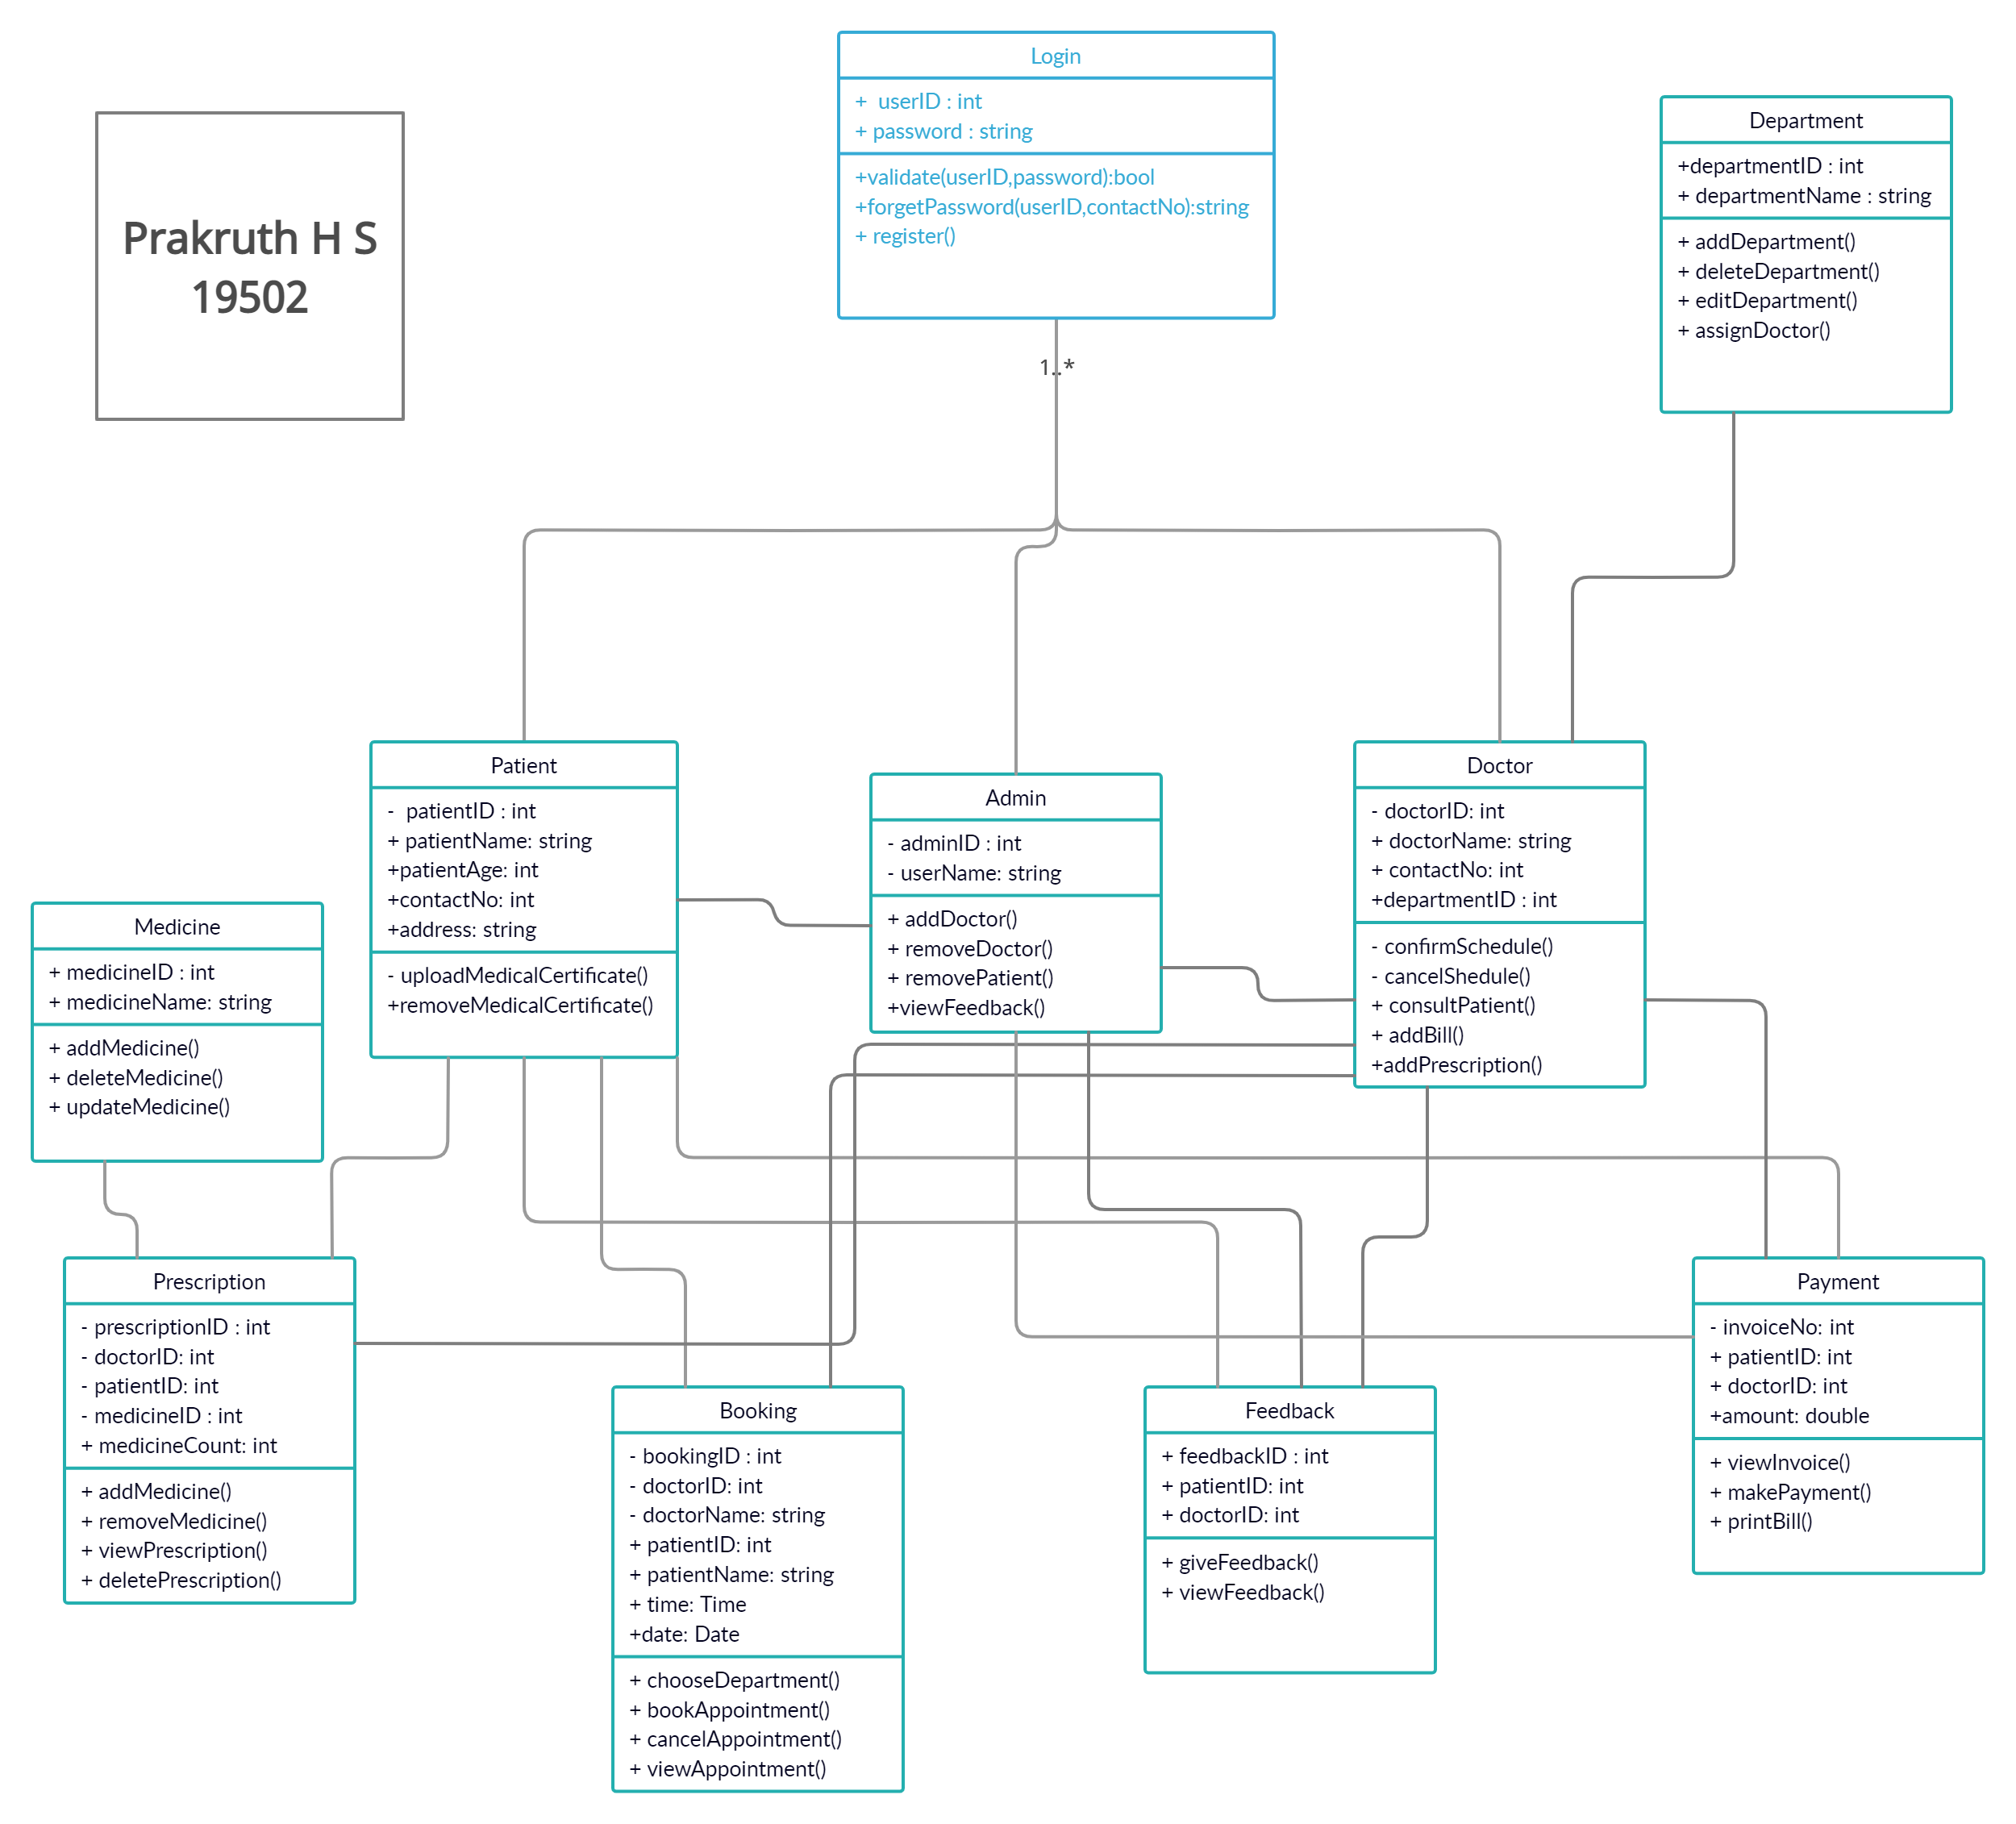 Login
+  userID : int
+ password : string
+validate(userID,password):bool
+forgetPassword(userID,contactNo):string
+ register()
1..*
Department
+departmentID : int
+ departmentName : string
+ addDepartment()
+ deleteDepartment()
+ editDepartment()
+ assignDoctor()
Prakruth H S
19502
Patient
-  patientID : int
+ patientName: string
+patientAge: int
+contactNo: int
+address: string
- uploadMedicalCertificate()
+removeMedicalCertificate()
Admin
- adminID : int
- userName: string
+ addDoctor()
+ removeDoctor()
+ removePatient()
+viewFeedback()
Doctor
- doctorID: int
+ doctorName: string
+ contactNo: int
+departmentID : int
- confirmSchedule()
- cancelShedule()
+ consultPatient()
+ addBill()
+addPrescription()
Medicine
+ medicineID : int
+ medicineName: string
+ addMedicine()
+ deleteMedicine()
+ updateMedicine()
Prescription
- prescriptionID : int
- doctorID: int
- patientID: int
- medicineID : int
+ medicineCount: int
+ addMedicine()
+ removeMedicine()
+ viewPrescription()
+ deletePrescription()
Booking
- bookingID : int
- doctorID: int
- doctorName: string
+ patientID: int
+ patientName: string
+ time: Time
+date: Date
+ chooseDepartment()
+ bookAppointment()
+ cancelAppointment()
+ viewAppointment()
Feedback
+ feedbackID : int
+ patientID: int
+ doctorID: int
+ giveFeedback()
+ viewFeedback()
Payment
- invoiceNo: int
+ patientID: int
+ doctorID: int
+amount: double
+ viewInvoice()
+ makePayment()
+ printBill()